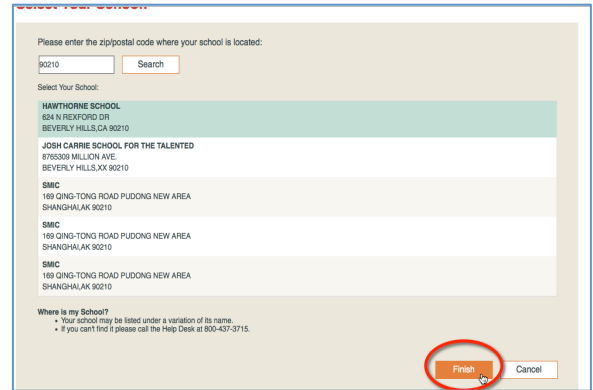 Select Your School:
Please enter the zip/postal code where your school is located:
90210
Search
Select Your School:
HAWTHORNE SCHOOL
624 N REXFORD DR
BEVERLY HILLS,CA 90210
JOSH CARRIE SCHOOL FOR THE TALENTED
8765309 MILLION AVE.
BEVERLY HILLS,XX 90210
SMIC
169 QING-TONG ROAD PUDONG NEW AREA
SHANGHAI,AK 90210
SMIC
169 QING-TONG ROAD PUDONG NEW AREA
SHANGHAI,AK 90210
SMIC
169 QING-TONG ROAD PUDONG NEW AREA
SHANGHAI,AK 90210
Where is my School?
• Your school may be listed under a variation of its name.
• If you can't find it please call the Help Desk at 800-437-3715.
Finish
Cancel